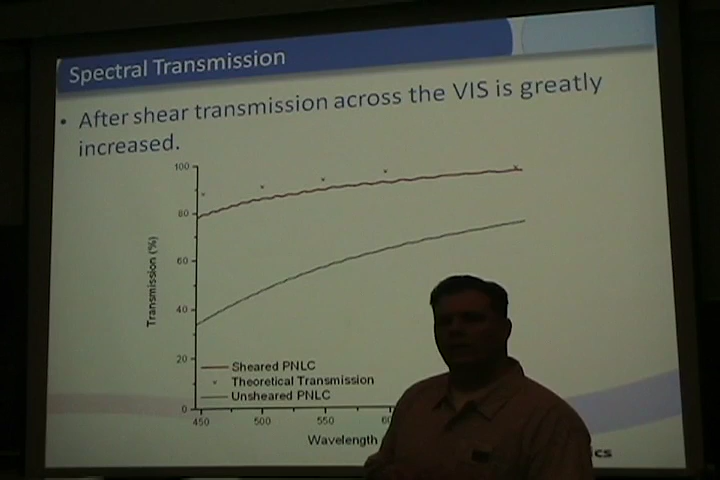 Spectral Transmission
• After shear transmission across the VIS is greatly
increased.
100
80
60
40
20
0
Transmission (%)
Sheared PNLC
Theoretical Transmission
Unsheared PNLC
450 500 550
Wavelength